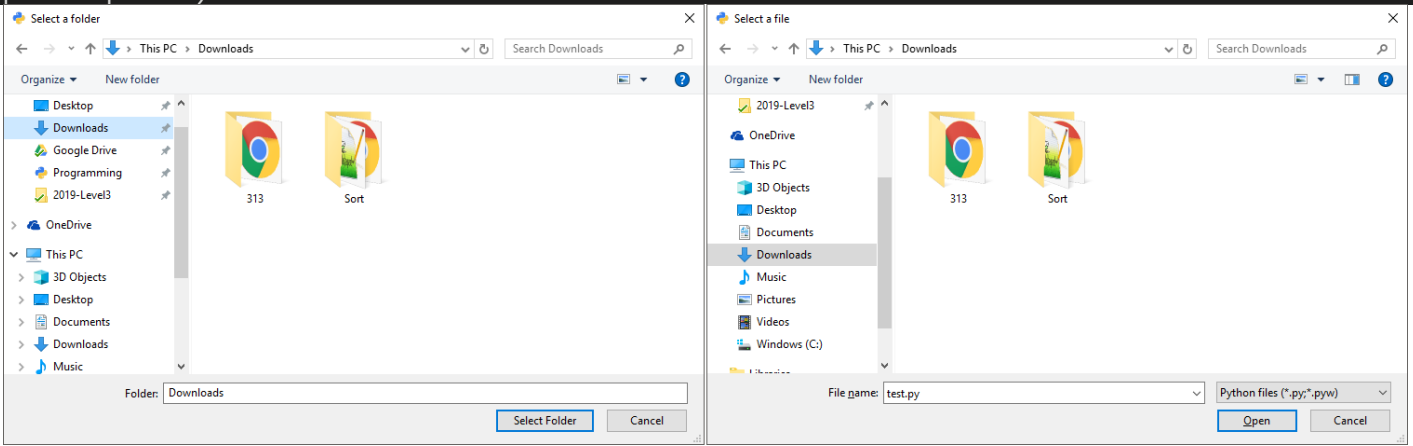 Select a folder
This PC > Downloads
Search Downloads
Organize
New folder
Desktop
Downloads
Google Drive
Programming
2019-Level3
OneDrive
This PC
3D Objects
Desktop
Documents
Downloads
Music
313
Sort
Folder:
Downloads
Select Folder
Cancel
Select a file
This PC > Downloads
Search Downloads
Organize
New folder
2019-Level3
OneDrive
This PC
3D Objects
Desktop
Documents
Downloads
Music
Pictures
Videos
Windows (C:)
313
Sort
File name:
test.py
Python files (*.py;*.pyw)
Open
Cancel